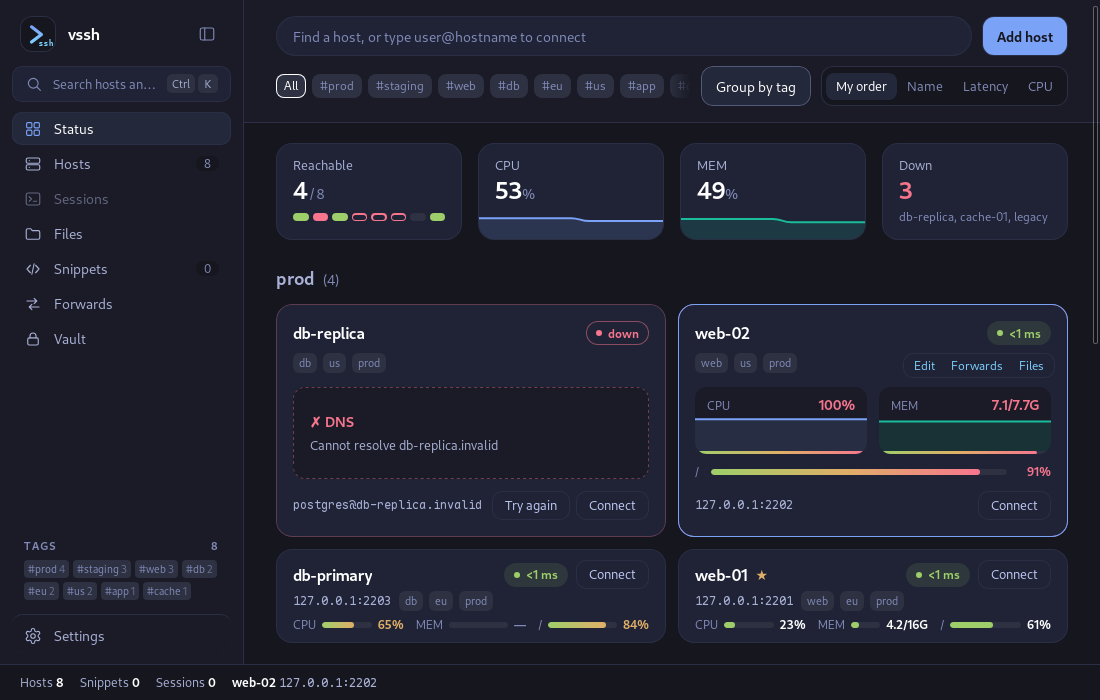 vssh
ssh
Search hosts an... Ctrl K
Status
Hosts 8
Sessions
Files
Snippets 0
Forwards
Vault
TAGS 8
#prod 4 #staging 3 #web 3 #db 2
#eu 2 #us 2 #app 1 #cache 1
Settings
Find a host, or type user@hostname to connect
Add host
All #prod #staging #web #db #eu #us #app Group by tag My order Name Latency CPU
Reachable
4 / 8
CPU
53%
MEM
49%
Down
3
db-replica, cache-01, legacy
prod (4)
db-replica down
db us prod
✗ DNS
Cannot resolve db-replica.invalid
postgres@db-replica.invalid Try again Connect
web-02 <1 ms
web us prod Edit Forwards Files
CPU 100% MEM 7.1/7.7G
/ 91%
127.0.0.1:2202 Connect
db-primary <1 ms Connect
127.0.0.1:2203 db eu prod
CPU 65% MEM — / 84%
web-01 ★ <1 ms Connect
127.0.0.1:2201 web eu prod
CPU 23% MEM 4.2/16G / 61%
Hosts 8 Snippets 0 Sessions 0 web-02 127.0.0.1:2202